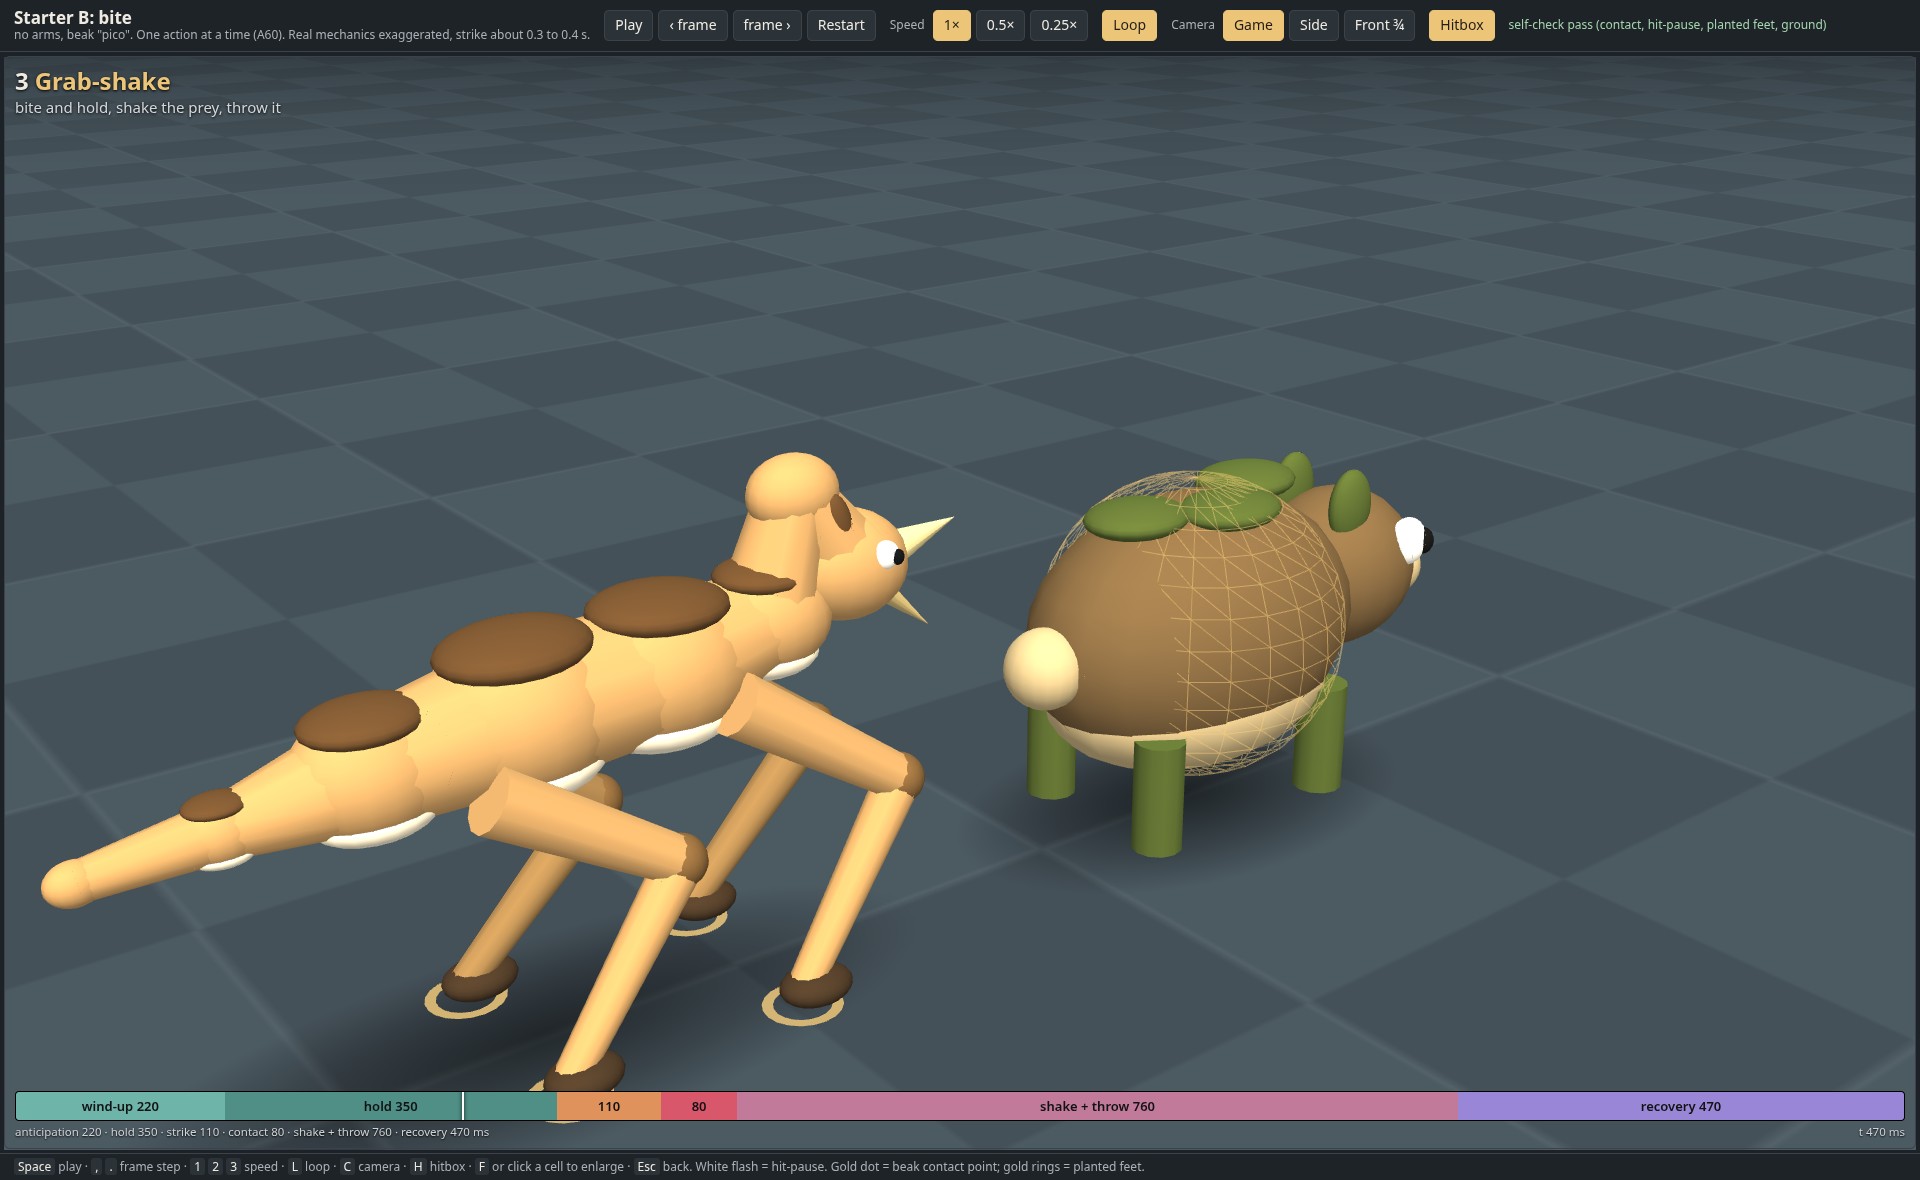 Starter B: bite
no arms, beak "pico". One action at a time (A60). Real mechanics exaggerated, strike about 0.3 to 0.4 s.
Play ‹ frame frame › Restart Speed 1× 0.5× 0.25× Loop Camera Game Side Front ¾ Hitbox self-check pass (contact, hit-pause, planted feet, ground)
3 Grab-shake
bite and hold, shake the prey, throw it
wind-up 220 hold 350 110 80 shake + throw 760 recovery 470
anticipation 220 · hold 350 · strike 110 · contact 80 · shake + throw 760 · recovery 470 ms t 470 ms
Space play · , . frame step · 1 2 3 speed · L loop · C camera · H hitbox · F or click a cell to enlarge · Esc back. White flash = hit-pause. Gold dot = beak contact point; gold rings = planted feet.